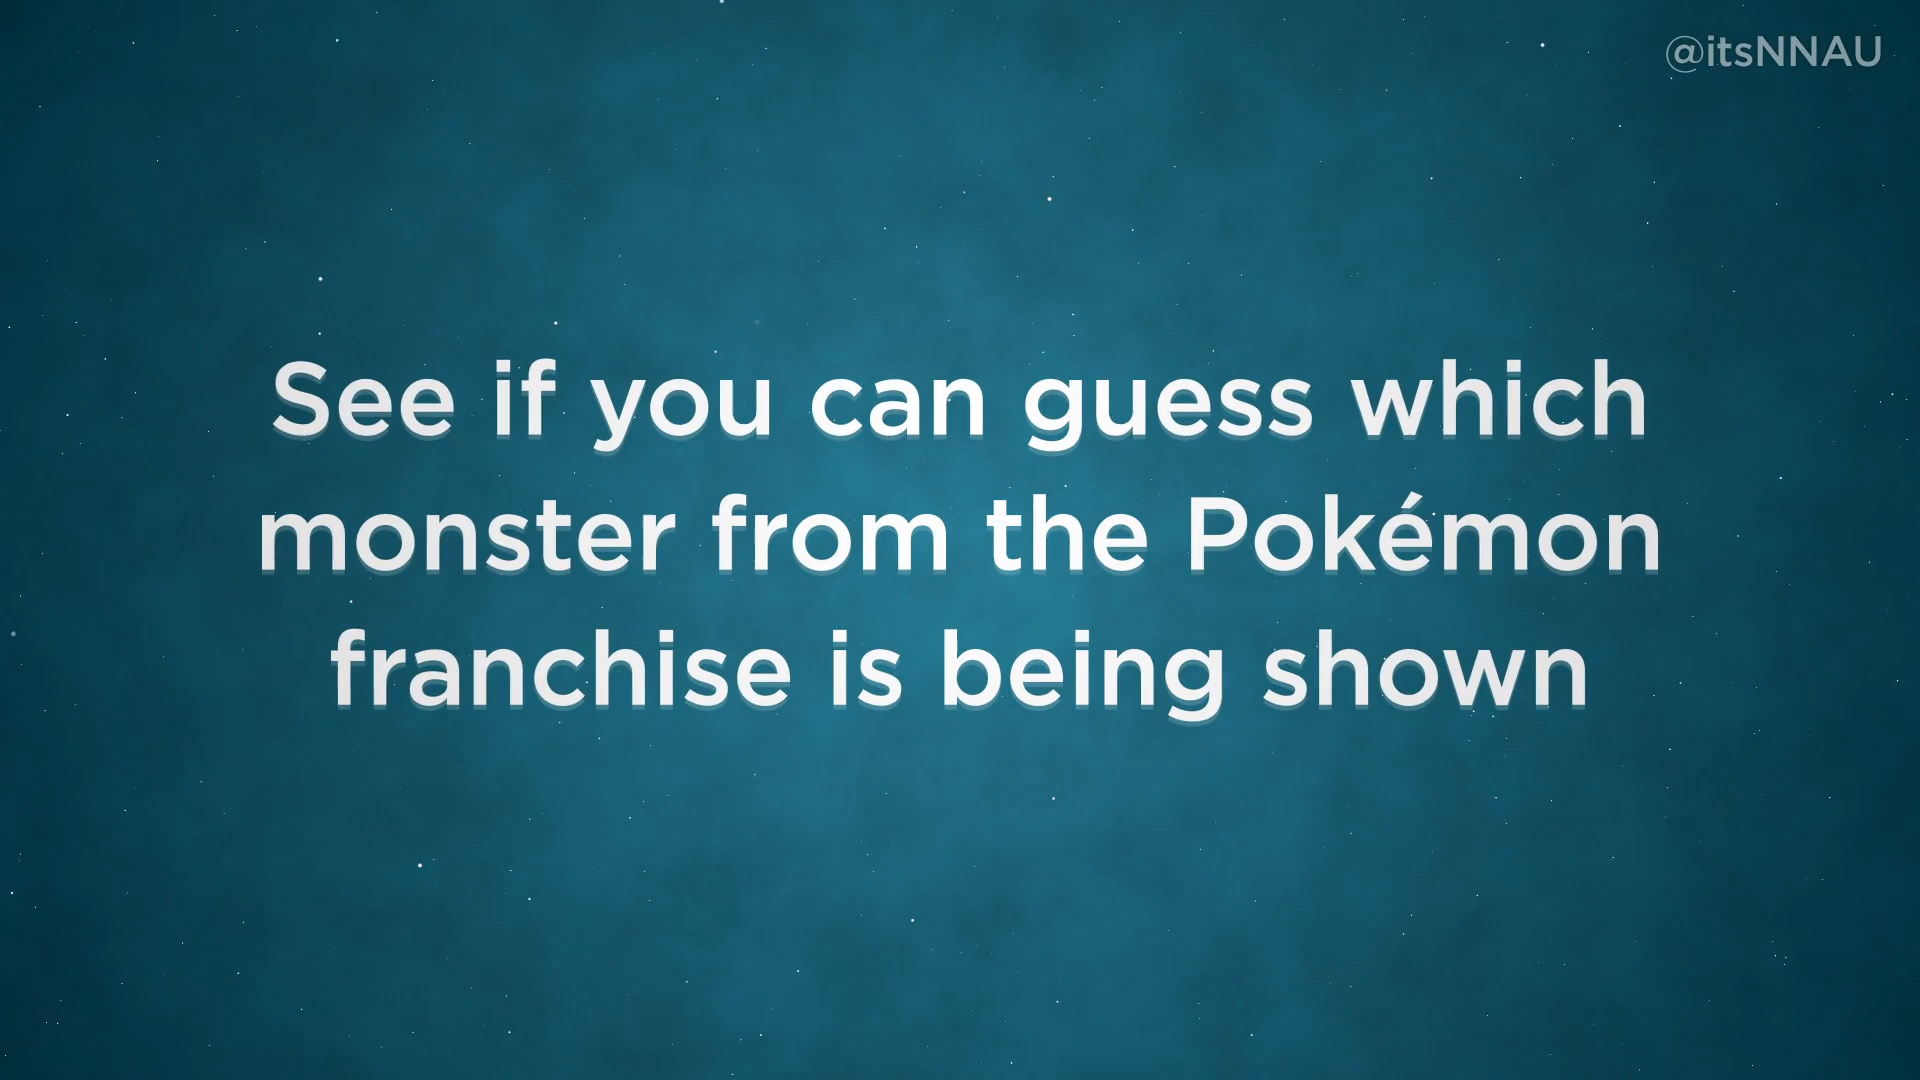 @itsNNAU
See if you can guess which
monster from the Pokémon
franchise is being shown